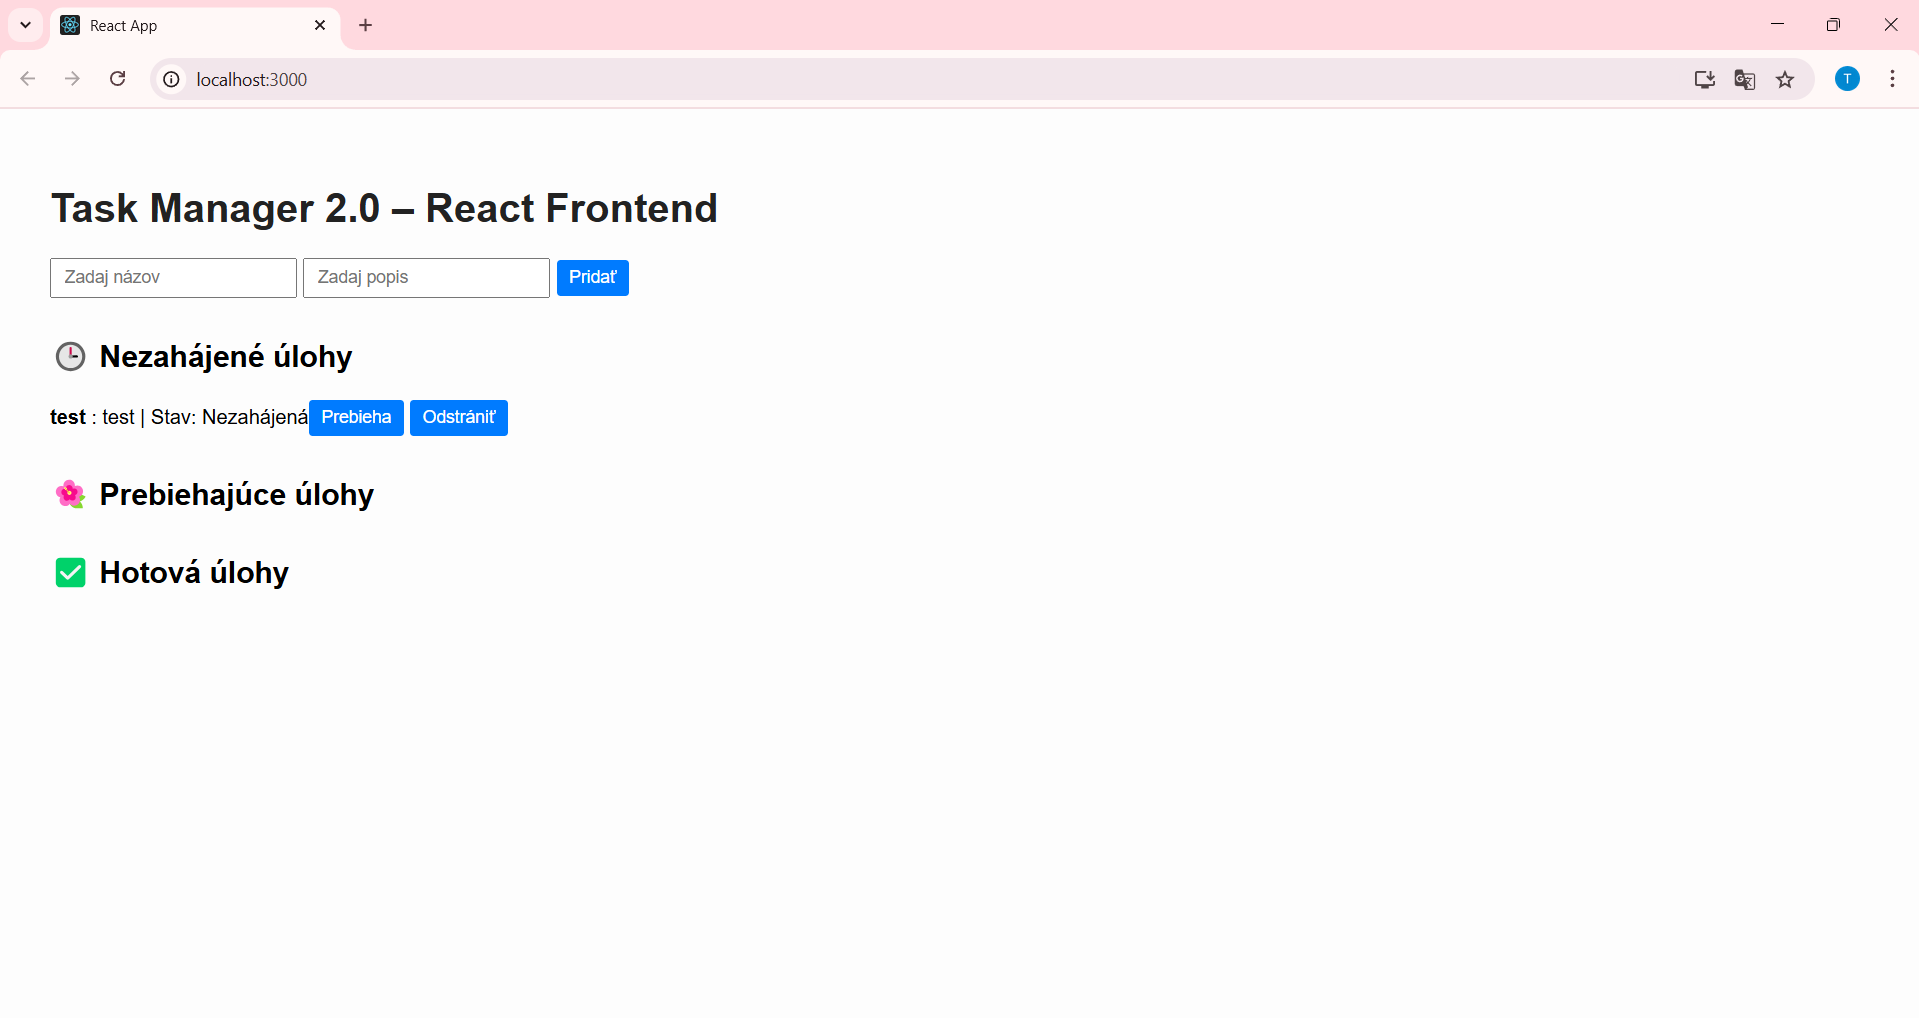 React App
localhost:3000
T
Task Manager 2.0 – React Frontend
Zadaj názov Zadaj popis Pridať
Nezahájené úlohy
test : test | Stav: Nezahájená Prebieha Odstrániť
Prebiehajúce úlohy
Hotová úlohy